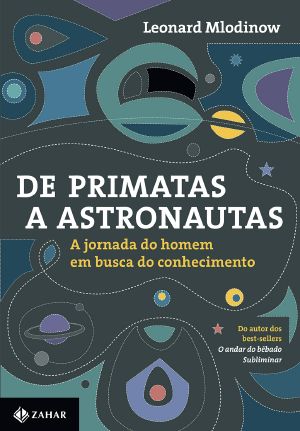 Leonard Mlodinow
DE PRIMATAS
A ASTRONAUTAS
A jornada do homem
em busca do conhecimento
Do autor dos
best-sellers
O andar do bêbado
Subliminar
ZAHAR